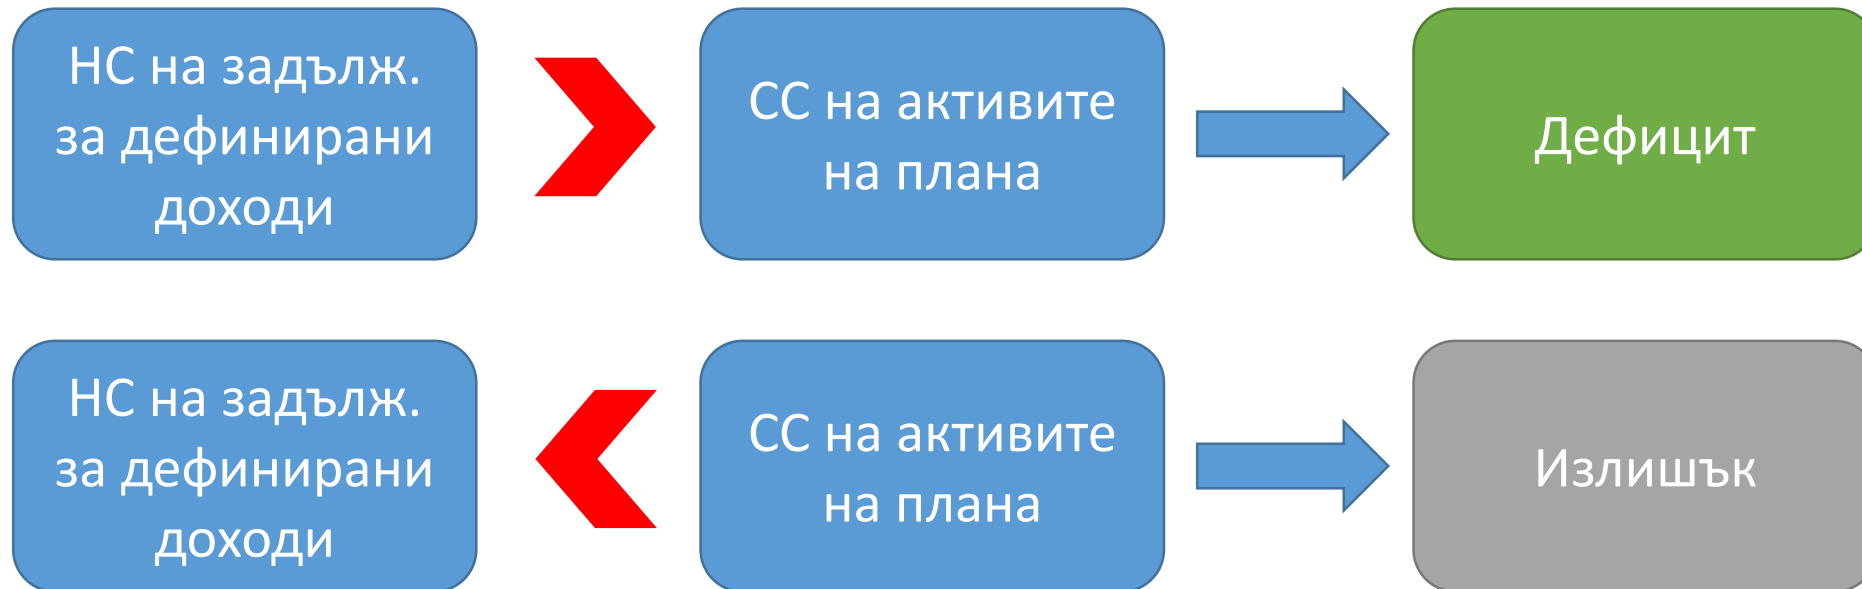 НС на задълж.
за дефинирани
доходи
СС на активите
на плана
Дефицит
НС на задълж.
за дефинирани
доходи
СС на активите
на плана
Излишък